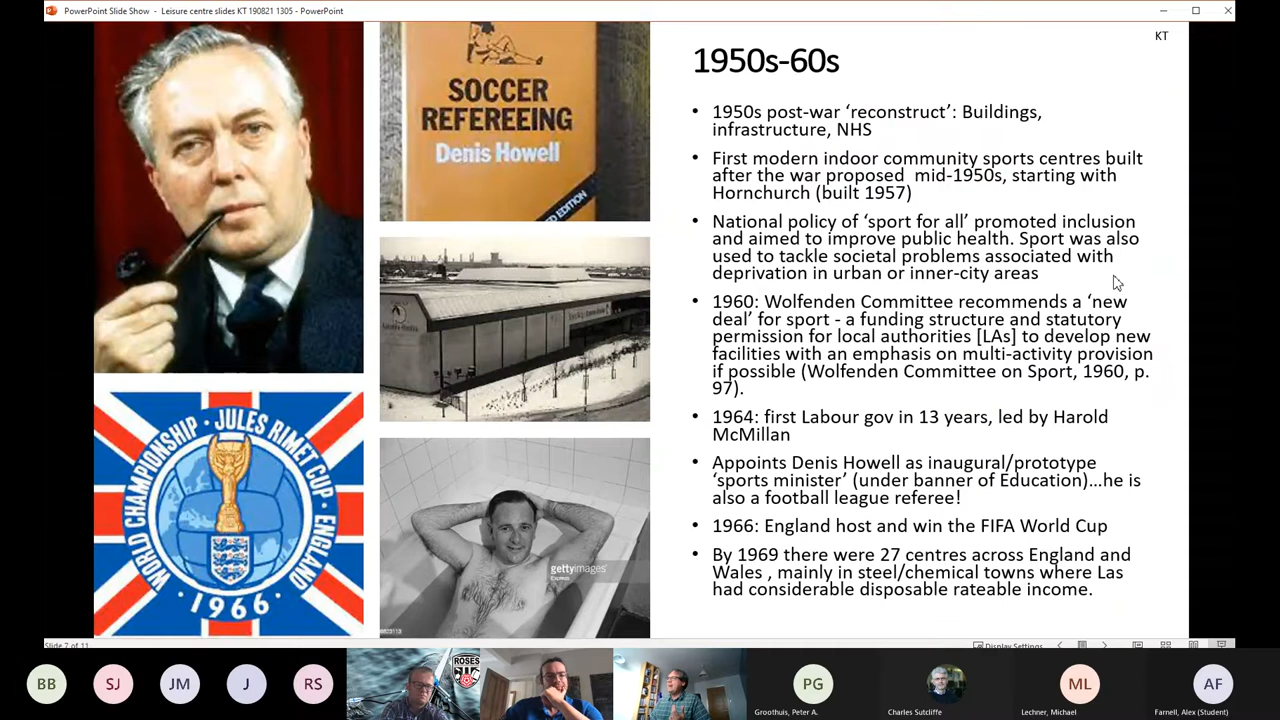 PowerPoint Slide Show - Leisure centre slides KT 190821 1305 - PowerPoint
KT
SOCCER
REFEREEING
Denis Howell
ED EDITION
WORLD CHAMPIONSHIP · JULES RIMET CUP · ENGLAND
· 1966 ·
gettyimages
Express
1950s-60s
• 1950s post-war ‘reconstruct’: Buildings,
infrastructure, NHS
• First modern indoor community sports centres built
after the war proposed  mid-1950s, starting with
Hornchurch (built 1957)
• National policy of ‘sport for all’ promoted inclusion
and aimed to improve public health. Sport was also
used to tackle societal problems associated with
deprivation in urban or inner-city areas
• 1960: Wolfenden Committee recommends a ‘new
deal’ for sport - a funding structure and statutory
permission for local authorities [LAs] to develop new
facilities with an emphasis on multi-activity provision
if possible (Wolfenden Committee on Sport, 1960, p.
97).
• 1964: first Labour gov in 13 years, led by Harold
McMillan
• Appoints Denis Howell as inaugural/prototype
‘sports minister’ (under banner of Education)...he is
also a football league referee!
• 1966: England host and win the FIFA World Cup
• By 1969 there were 27 centres across England and
Wales , mainly in steel/chemical towns where Las
had considerable disposable rateable income.
Slide 7 of 11
Display Settings
BB
SJ
JM
J
RS
ROSES
PG
ML
AF
Groothuis, Peter A.
Charles Sutcliffe
Lechner, Michael
Farnell, Alex (Student)